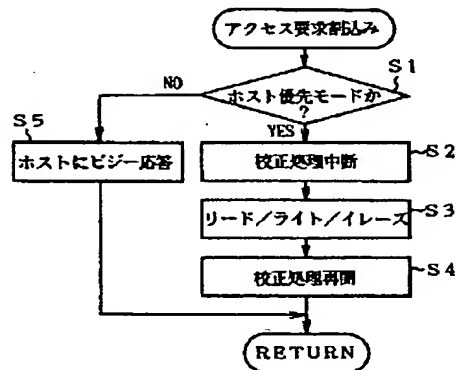 アクセス要求割込み
S1
ホスト優先モードか
?
NO
YES
S5
ホストにビジー応答
校正処理中断
S2
リード/ライト/イレーズ
S3
校正処理再開
S4
RETURN